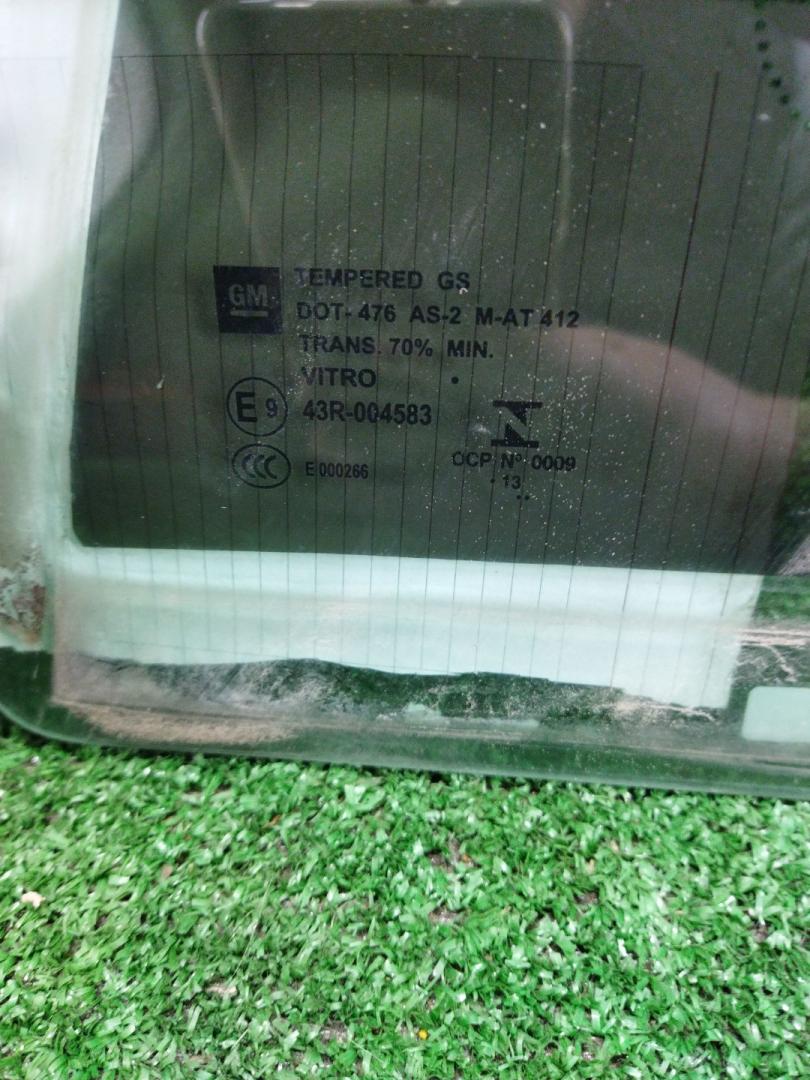 GM
TEMPERED GS
DOT-476 AS-2 M-AT 412
TRANS. 70% MIN.
VITRO
E 9 43R-004583
CCC E 000266
OCP Nº 0009
13